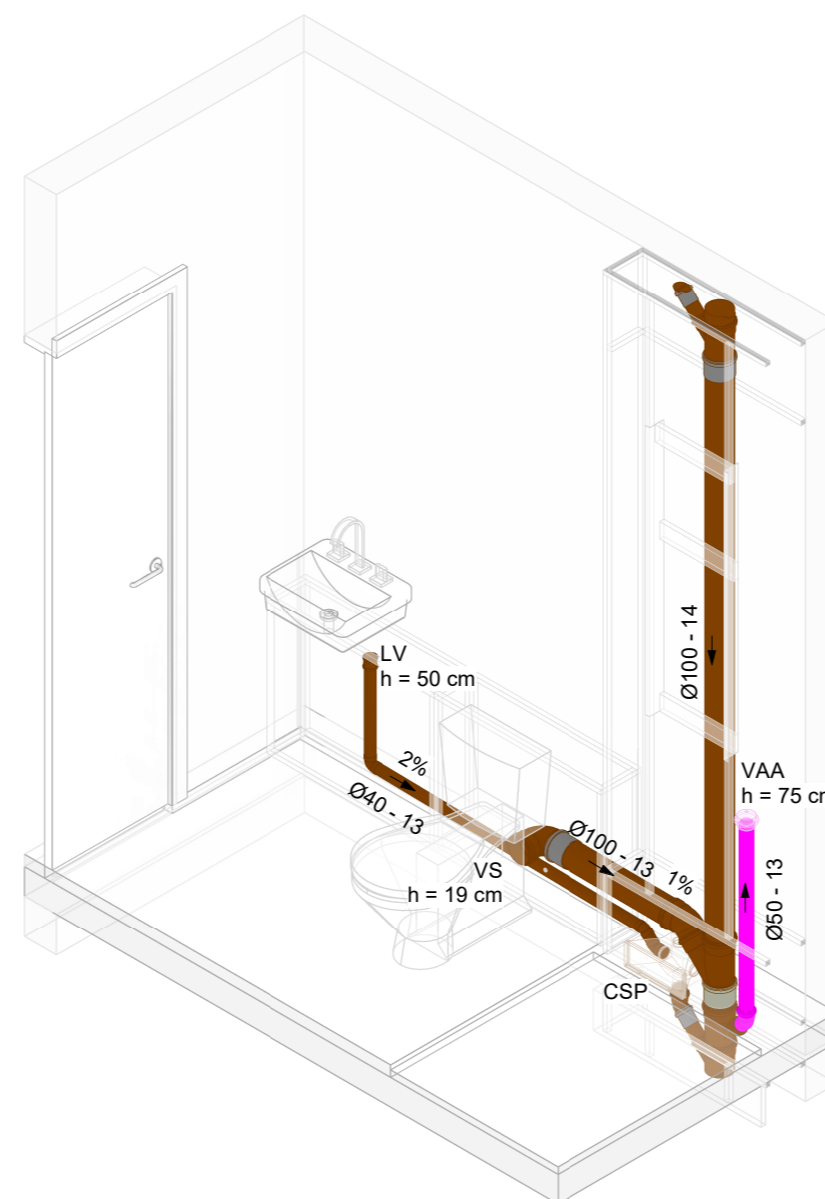 Ø100 - 14
LV
h = 50 cm
2%
Ø40 - 13
VAA
h = 75 cm
Ø100 - 13
1%
VS
h = 19 cm
Ø50 - 13
CSP